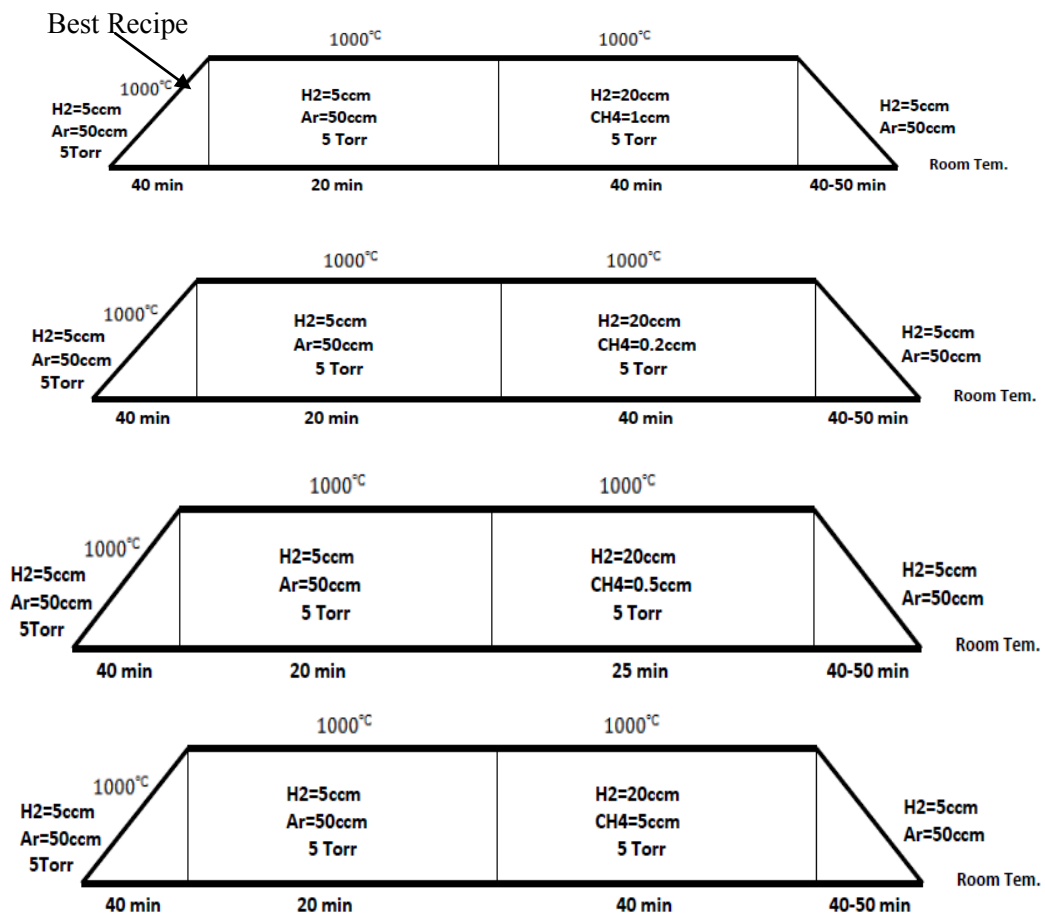 Best Recipe
1000°C
1000°C
1000°C
H2=5ccm
Ar=50ccm
5Torr
H2=5ccm
Ar=50ccm
5 Torr
H2=20ccm
CH4=1ccm
5 Torr
H2=5ccm
Ar=50ccm
Room Tem.
40 min
20 min
40 min
40-50 min
1000°C
1000°C
1000°C
H2=5ccm
Ar=50ccm
5Torr
H2=5ccm
Ar=50ccm
5 Torr
H2=20ccm
CH4=0.2ccm
5 Torr
H2=5ccm
Ar=50ccm
Room Tem.
40 min
20 min
40 min
40-50 min
1000°C
1000°C
1000°C
H2=5ccm
Ar=50ccm
5Torr
H2=5ccm
Ar=50ccm
5 Torr
H2=20ccm
CH4=0.5ccm
5 Torr
H2=5ccm
Ar=50ccm
Room Tem.
40 min
20 min
25 min
40-50 min
1000°C
1000°C
1000°C
H2=5ccm
Ar=50ccm
5Torr
H2=5ccm
Ar=50ccm
5 Torr
H2=20ccm
CH4=5ccm
5 Torr
H2=5ccm
Ar=50ccm
Room Tem.
40 min
20 min
40 min
40-50 min